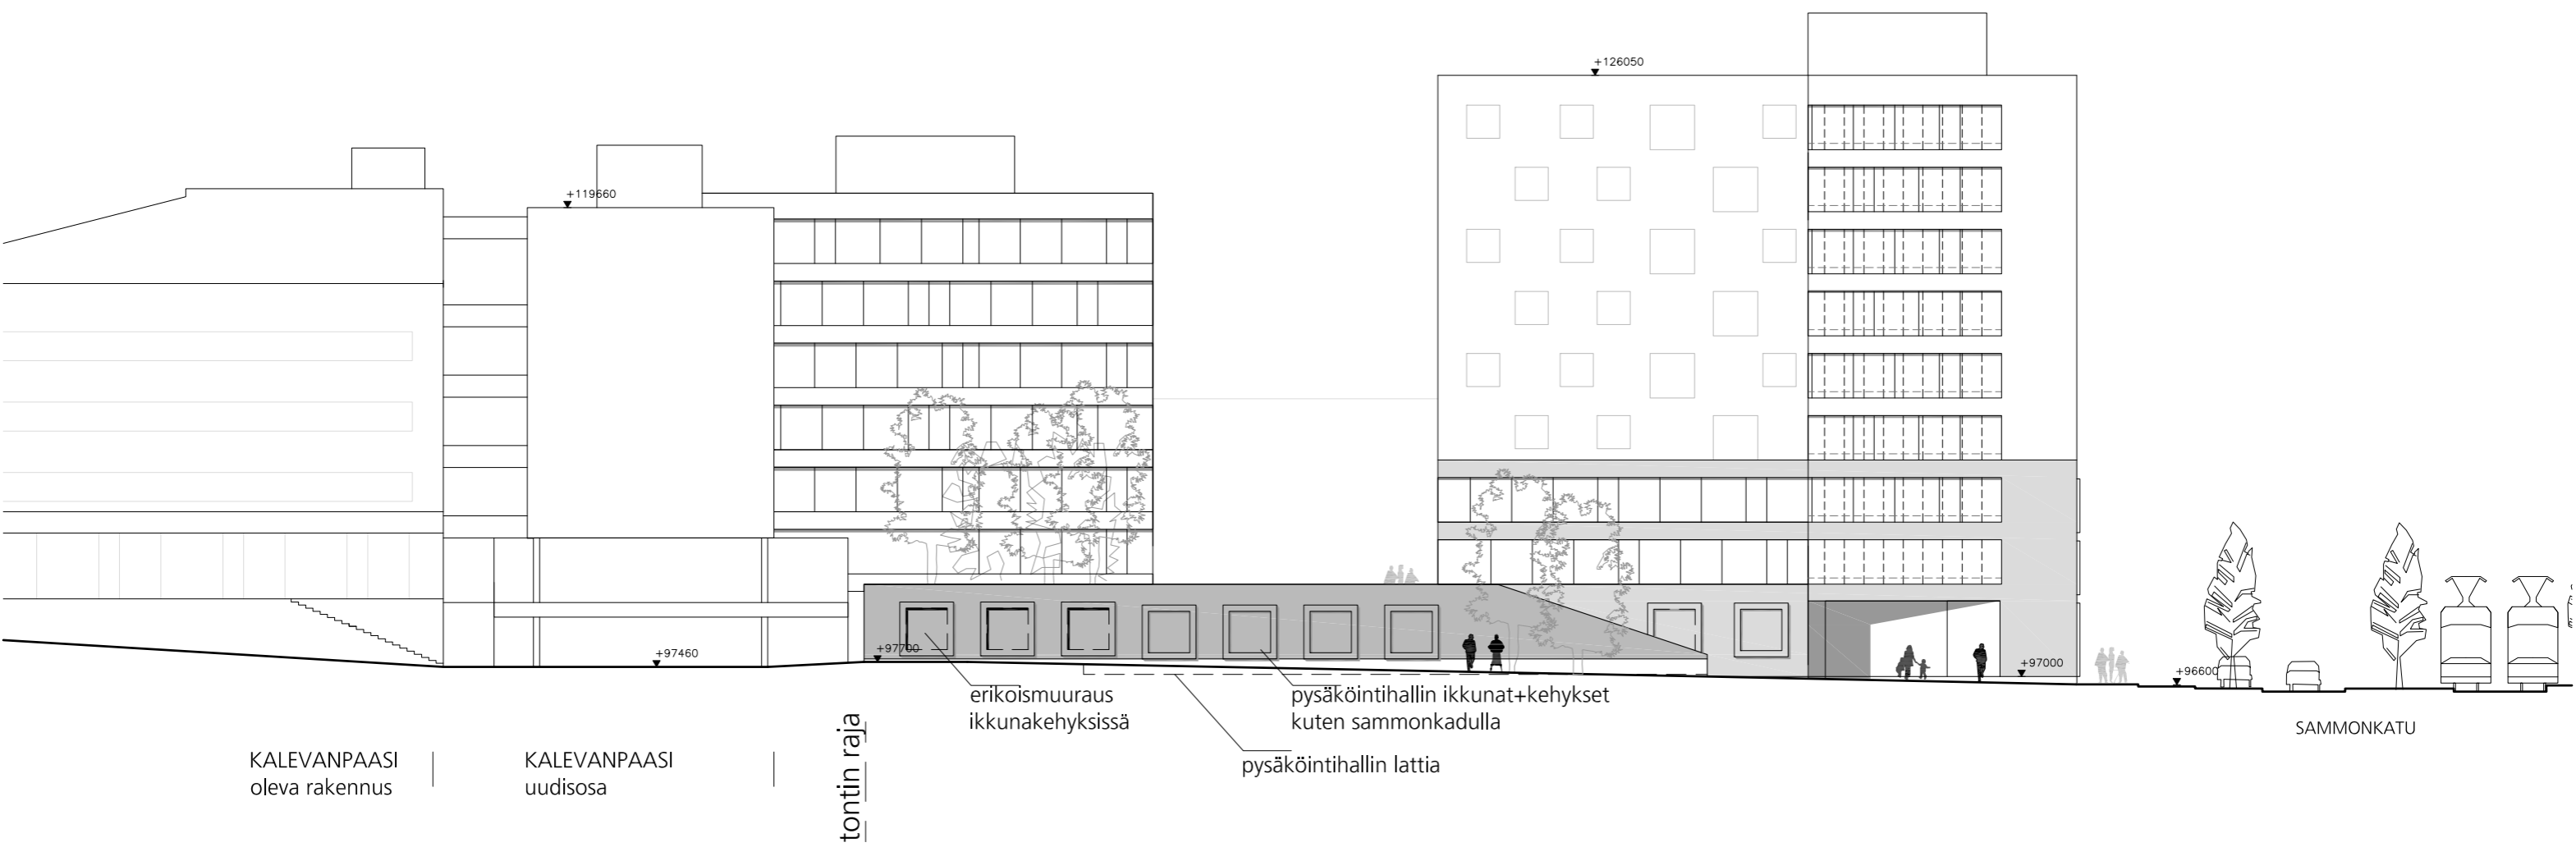 +126050
+119660
+97460
+97700
+97000
+96600
erikoismuuraus
ikkunakehyksissä
pysäköintihallin ikkunat+kehykset
kuten sammonkadulla
pysäköintihallin lattia
SAMMONKATU
KALEVANPAASI
oleva rakennus
KALEVANPAASI
uudisosa
tontin raja